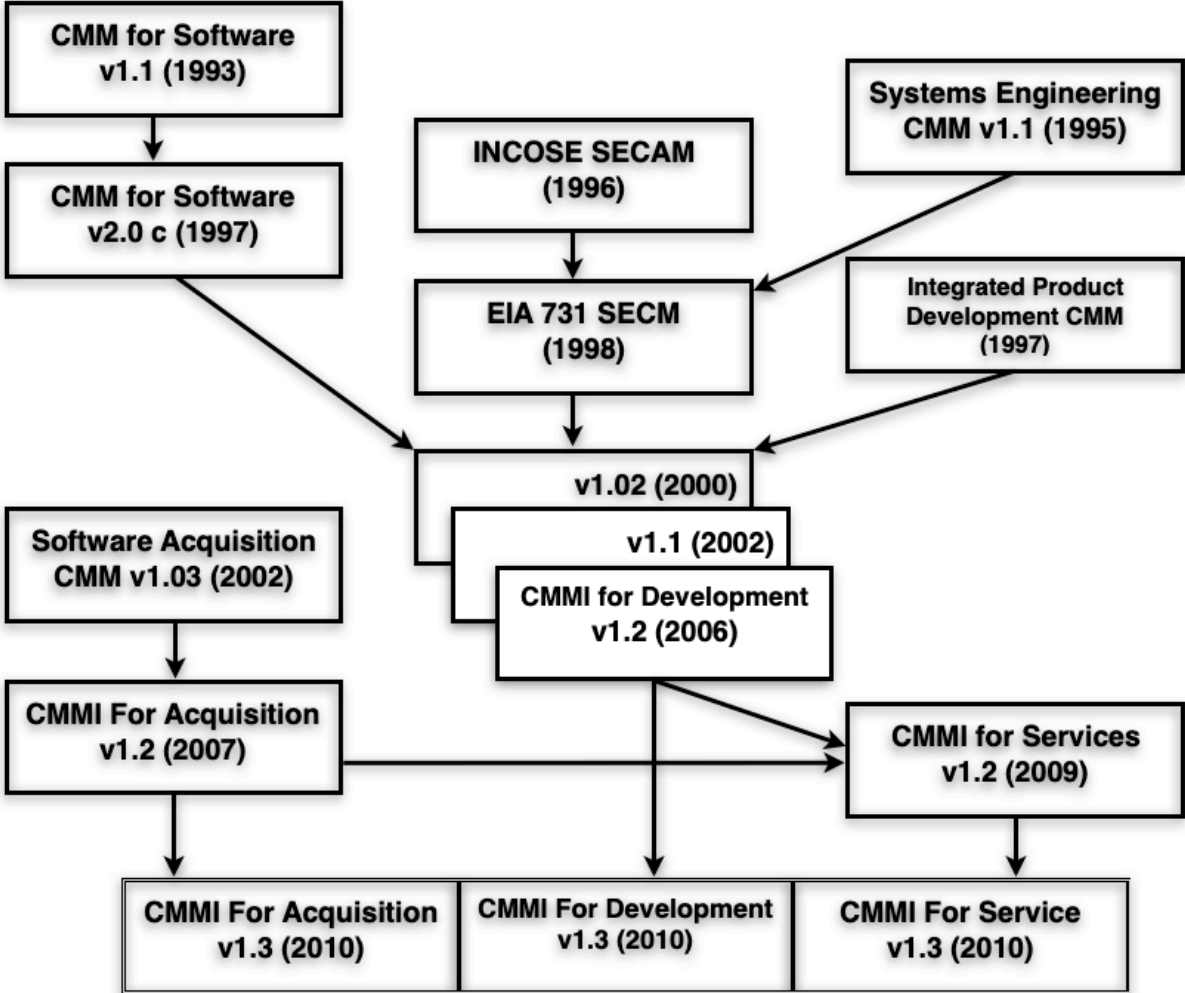 CMM for Software
v1.1 (1993)
Systems Engineering
CMM v1.1 (1995)
INCOSE SECAM
(1996)
CMM for Software
v2.0 c (1997)
Integrated Product
Development CMM
(1997)
EIA 731 SECM
(1998)
v1.02 (2000)
v1.1 (2002)
Software Acquisition
CMM v1.03 (2002)
CMMI for Development
v1.2 (2006)
CMMI For Acquisition
v1.2 (2007)
CMMI for Services
v1.2 (2009)
CMMI For Acquisition
v1.3 (2010)
CMMI For Development
v1.3 (2010)
CMMI For Service
v1.3 (2010)